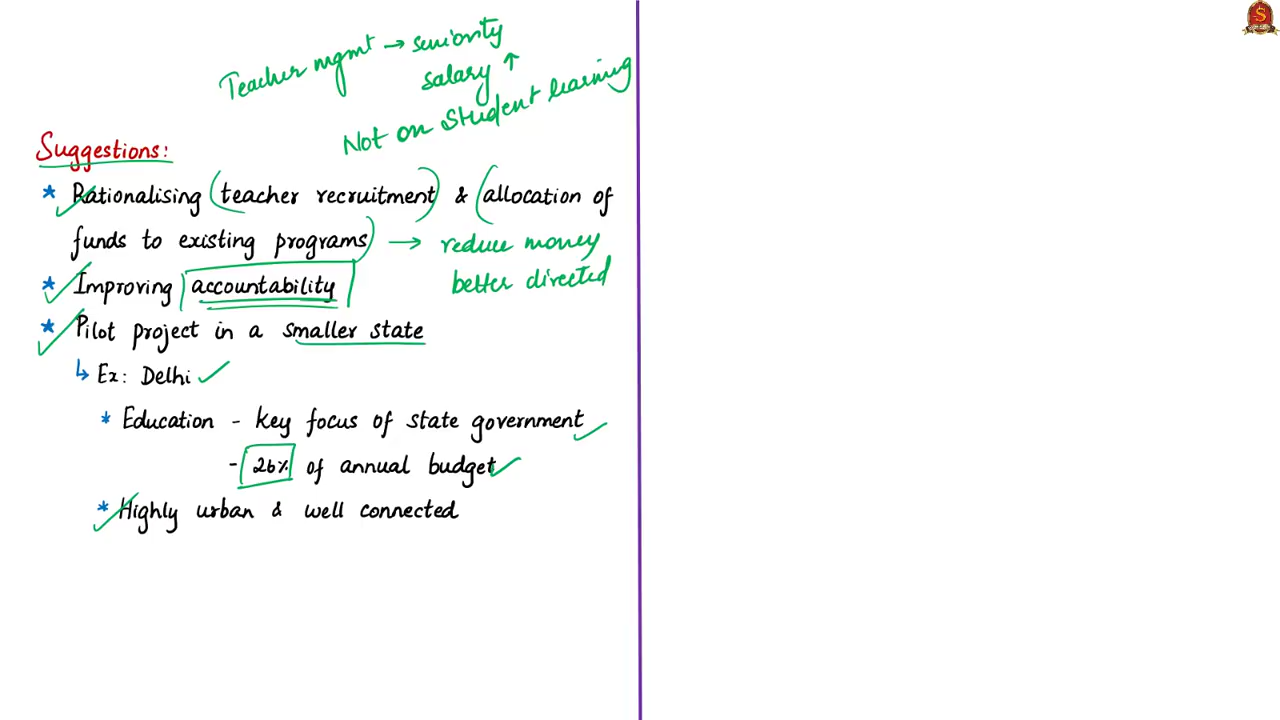 Teacher mgmt → seniority
salary ↑
Not on student learning
Suggestions:
* Rationalising (teacher recruitment) & (allocation of
funds to existing programs) → reduce money
better directed
* Improving accountability
* Pilot project in a smaller state
↳ Ex: Delhi
* Education - key focus of state government
- 26% of annual budget
* Highly urban & well connected